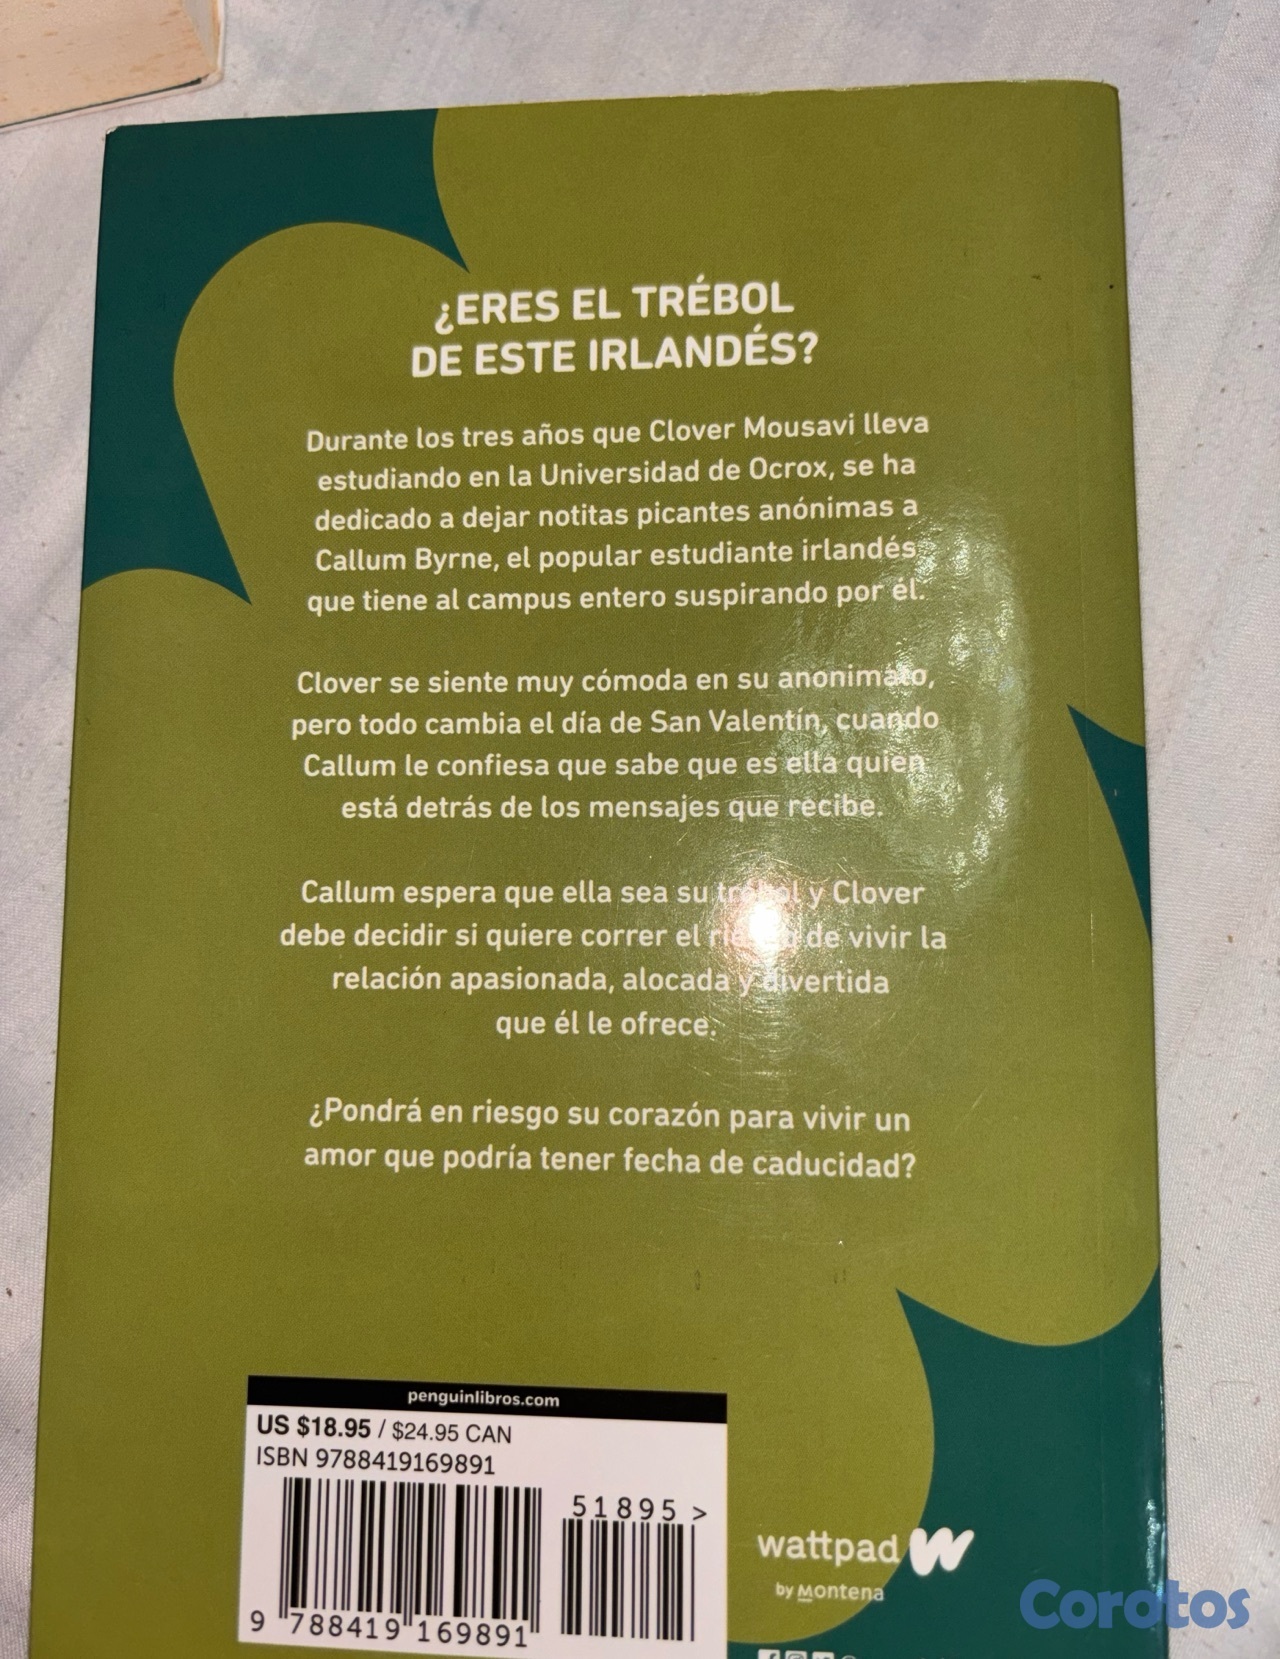 ¿ERES EL TRÉBOL
DE ESTE IRLANDÉS?
Durante los tres años que Clover Mousavi lleva
estudiando en la Universidad de Ocrox, se ha
dedicado a dejar notitas picantes anónimas a
Callum Byrne, el popular estudiante irlandés
que tiene al campus entero suspirando por él.
Clover se siente muy cómoda en su anonimato,
pero todo cambia el día de San Valentín, cuando
Callum le confiesa que sabe que es ella quien
está detrás de los mensajes que recibe.
Callum espera que ella sea su trébol y Clover
debe decidir si quiere correr el riesgo de vivir la
relación apasionada, alocada y divertida
que él le ofrece.
¿Pondrá en riesgo su corazón para vivir un
amor que podría tener fecha de caducidad?
penguinlibros.com
US $18.95 / $24.95 CAN
ISBN 9788419169891
51895 >
9 788419 169891
wattpad W
by Montena
Corotos